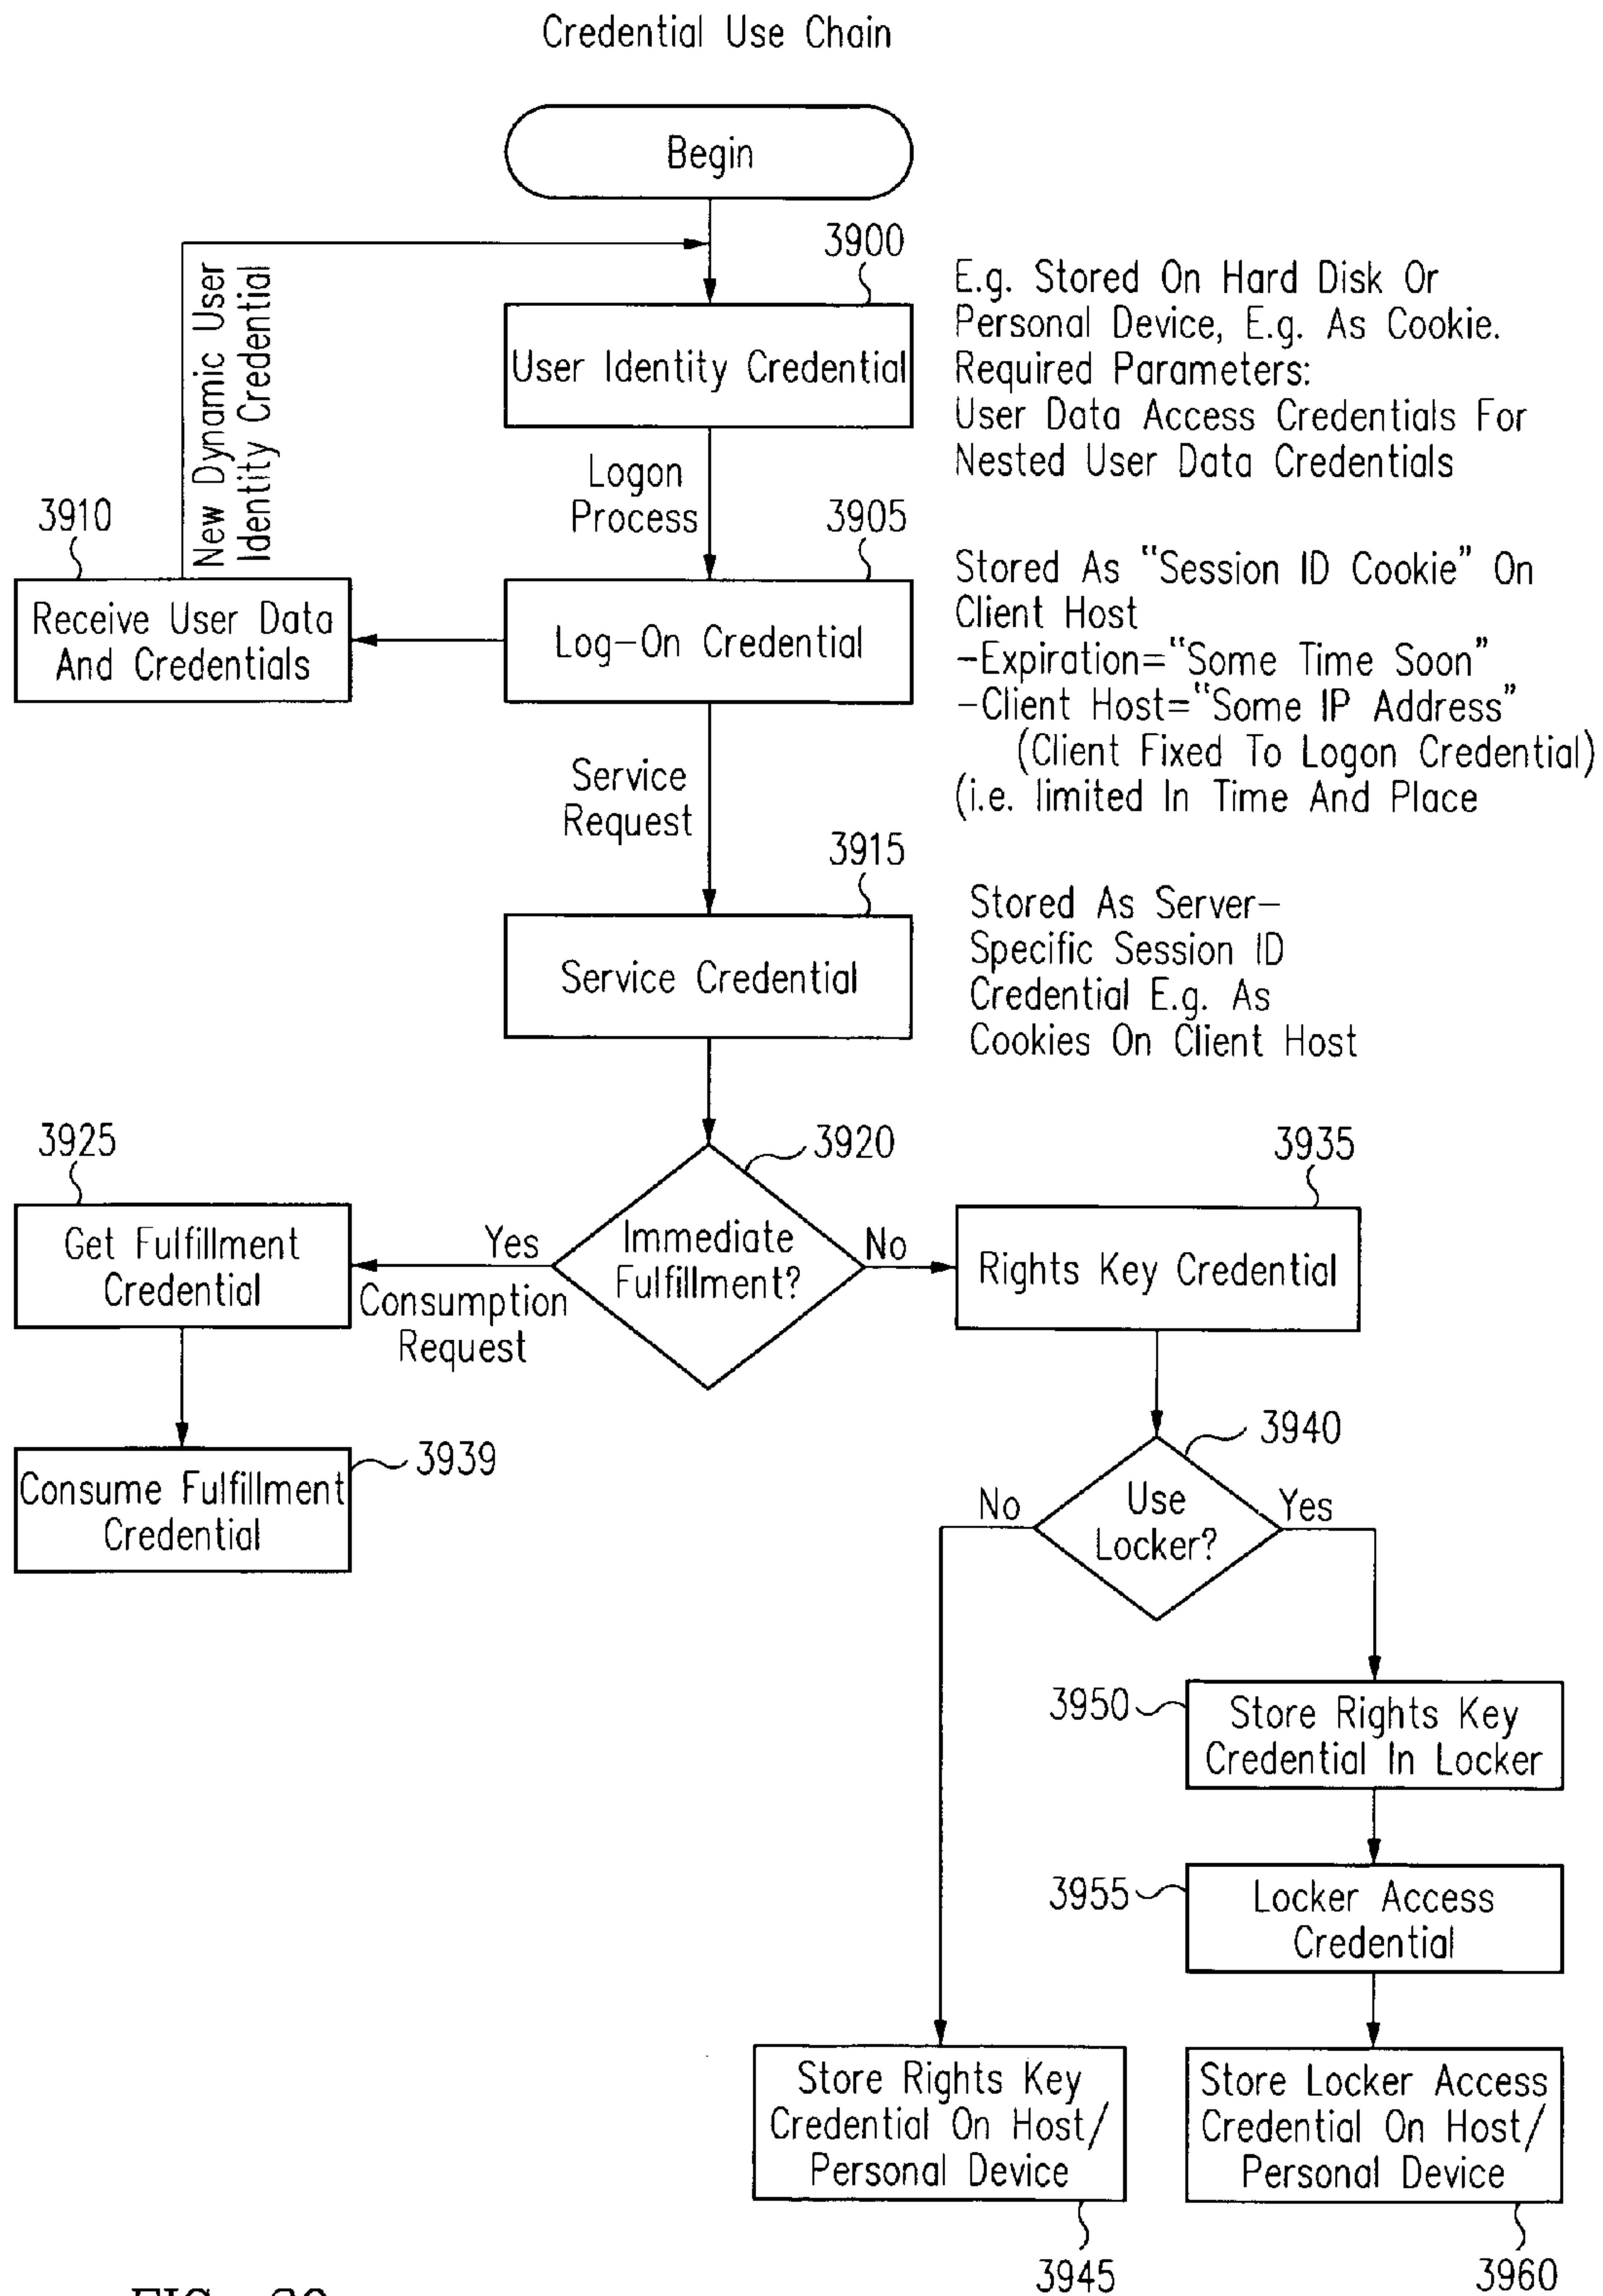 Credential Use Chain
Begin
3900
New Dynamic User
Identity Credential
User Identity Credential
E.g. Stored On Hard Disk Or
Personal Device, E.g. As Cookie.
Required Parameters:
User Data Access Credentials For
Nested User Data Credentials
Logon
Process
3910
3905
Receive User Data
And Credentials
Log-On Credential
Stored As "Session ID Cookie" On
Client Host
-Expiration="Some Time Soon"
-Client Host="Some IP Address"
(Client Fixed To Logon Credential)
(i.e. limited In Time And Place
Service
Request
3915
Service Credential
Stored As Server-
Specific Session ID
Credential E.g. As
Cookies On Client Host
3925
3920
3935
Get Fulfillment
Credential
Yes
Consumption
Request
Immediate
Fulfillment?
No
Rights Key Credential
3939
Consume Fulfillment
Credential
3940
No
Use
Locker?
Yes
3950
Store Rights Key
Credential In Locker
3955
Locker Access
Credential
Store Rights Key
Credential On Host/
Personal Device
Store Locker Access
Credential On Host/
Personal Device
3945
3960